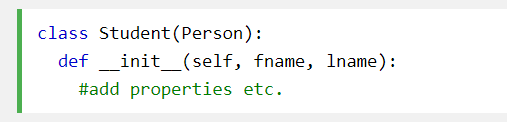 class Student(Person):
  def __init__(self, fname, lname):
    #add properties etc.